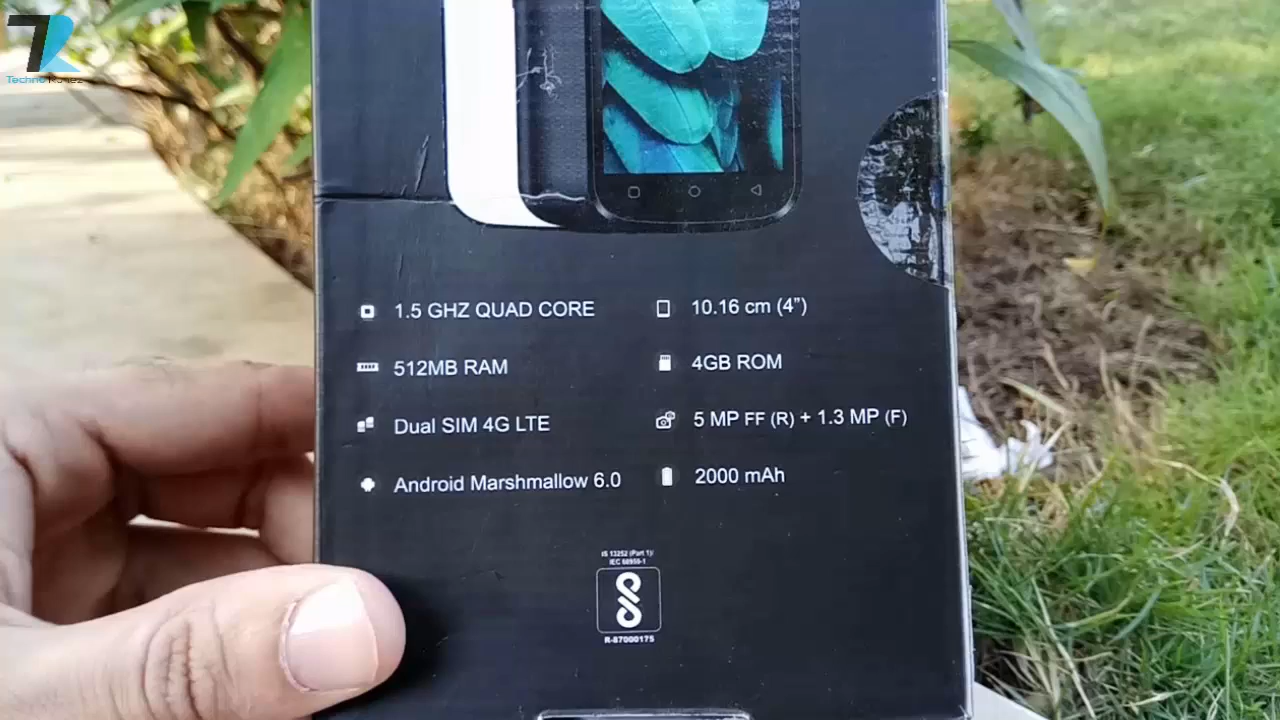 1.5 GHZ QUAD CORE
10.16 cm (4”)
512MB RAM
4GB ROM
Dual SIM 4G LTE
5 MP FF (R) + 1.3 MP (F)
Android Marshmallow 6.0
2000 mAh
IS 13252 (Part 1)/
IEC 60950-1
R-87000175